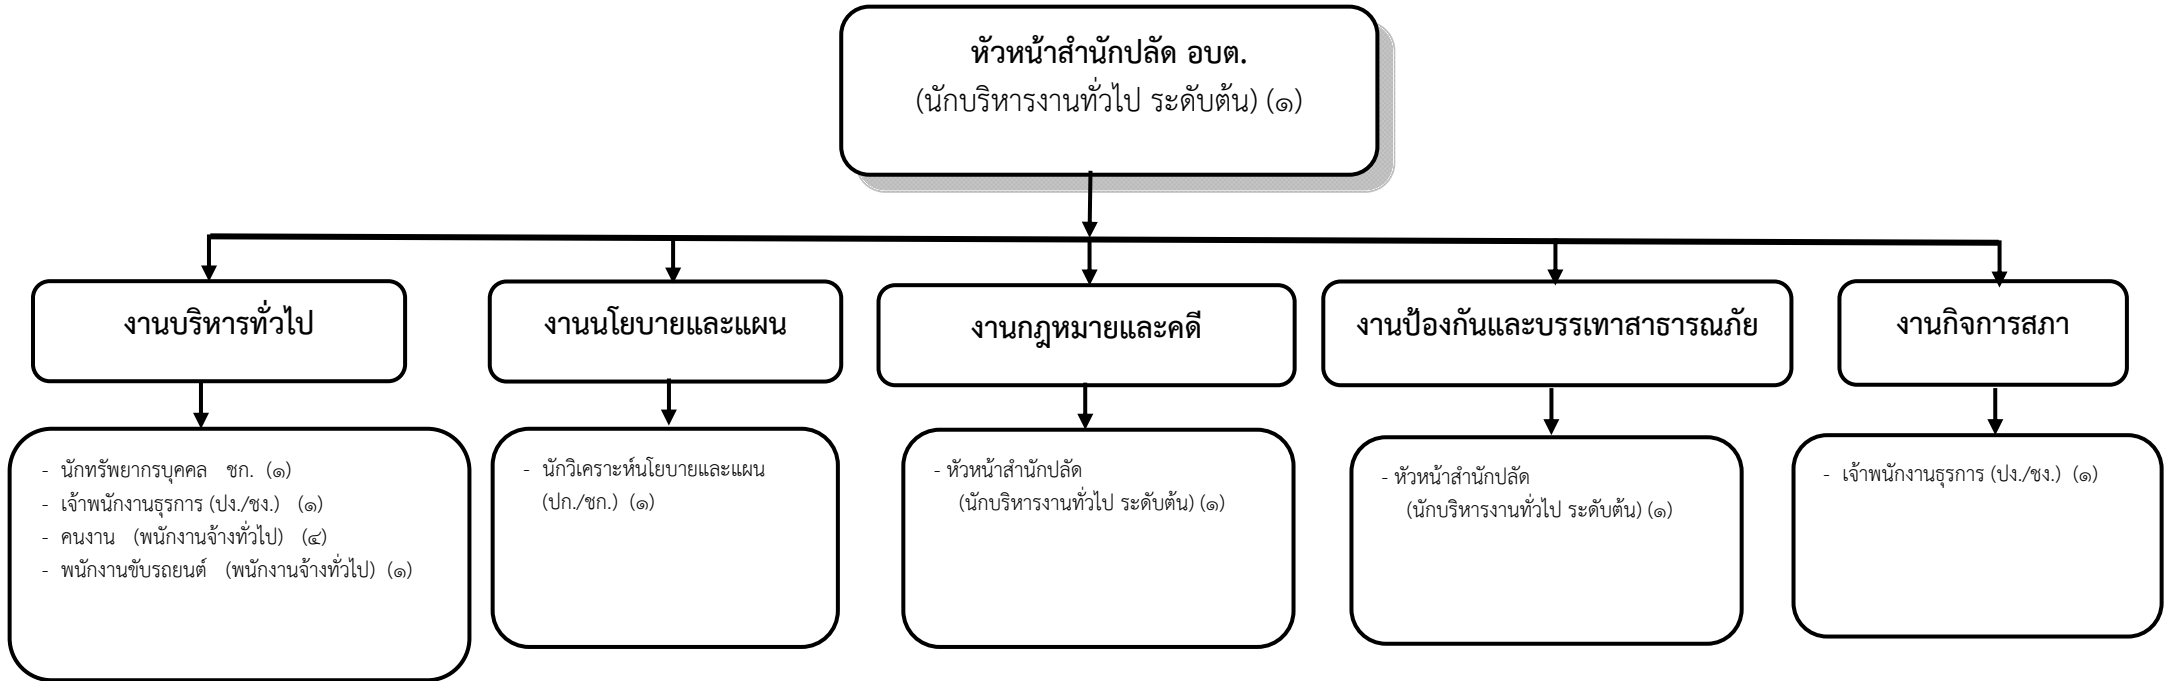 หัวหน้าสำนักปลัด อบต.
(นักบริหารงานทั่วไป ระดับต้น) (๑)
งานบริหารทั่วไป
งานนโยบายและแผน
งานกฎหมายและคดี
งานป้องกันและบรรเทาสาธารณภัย
งานกิจการสภา
- นักทรัพยากรบุคคล ชก. (๑)
- เจ้าพนักงานธุรการ (ปง./ชง.) (๑)
- คนงาน (พนักงานจ้างทั่วไป) (๔)
- พนักงานขับรถยนต์ (พนักงานจ้างทั่วไป) (๑)
- นักวิเคราะห์นโยบายและแผน
(ปก./ชก.) (๑)
- หัวหน้าสำนักปลัด
(นักบริหารงานทั่วไป ระดับต้น) (๑)
- หัวหน้าสำนักปลัด
(นักบริหารงานทั่วไป ระดับต้น) (๑)
- เจ้าพนักงานธุรการ (ปง./ชง.) (๑)